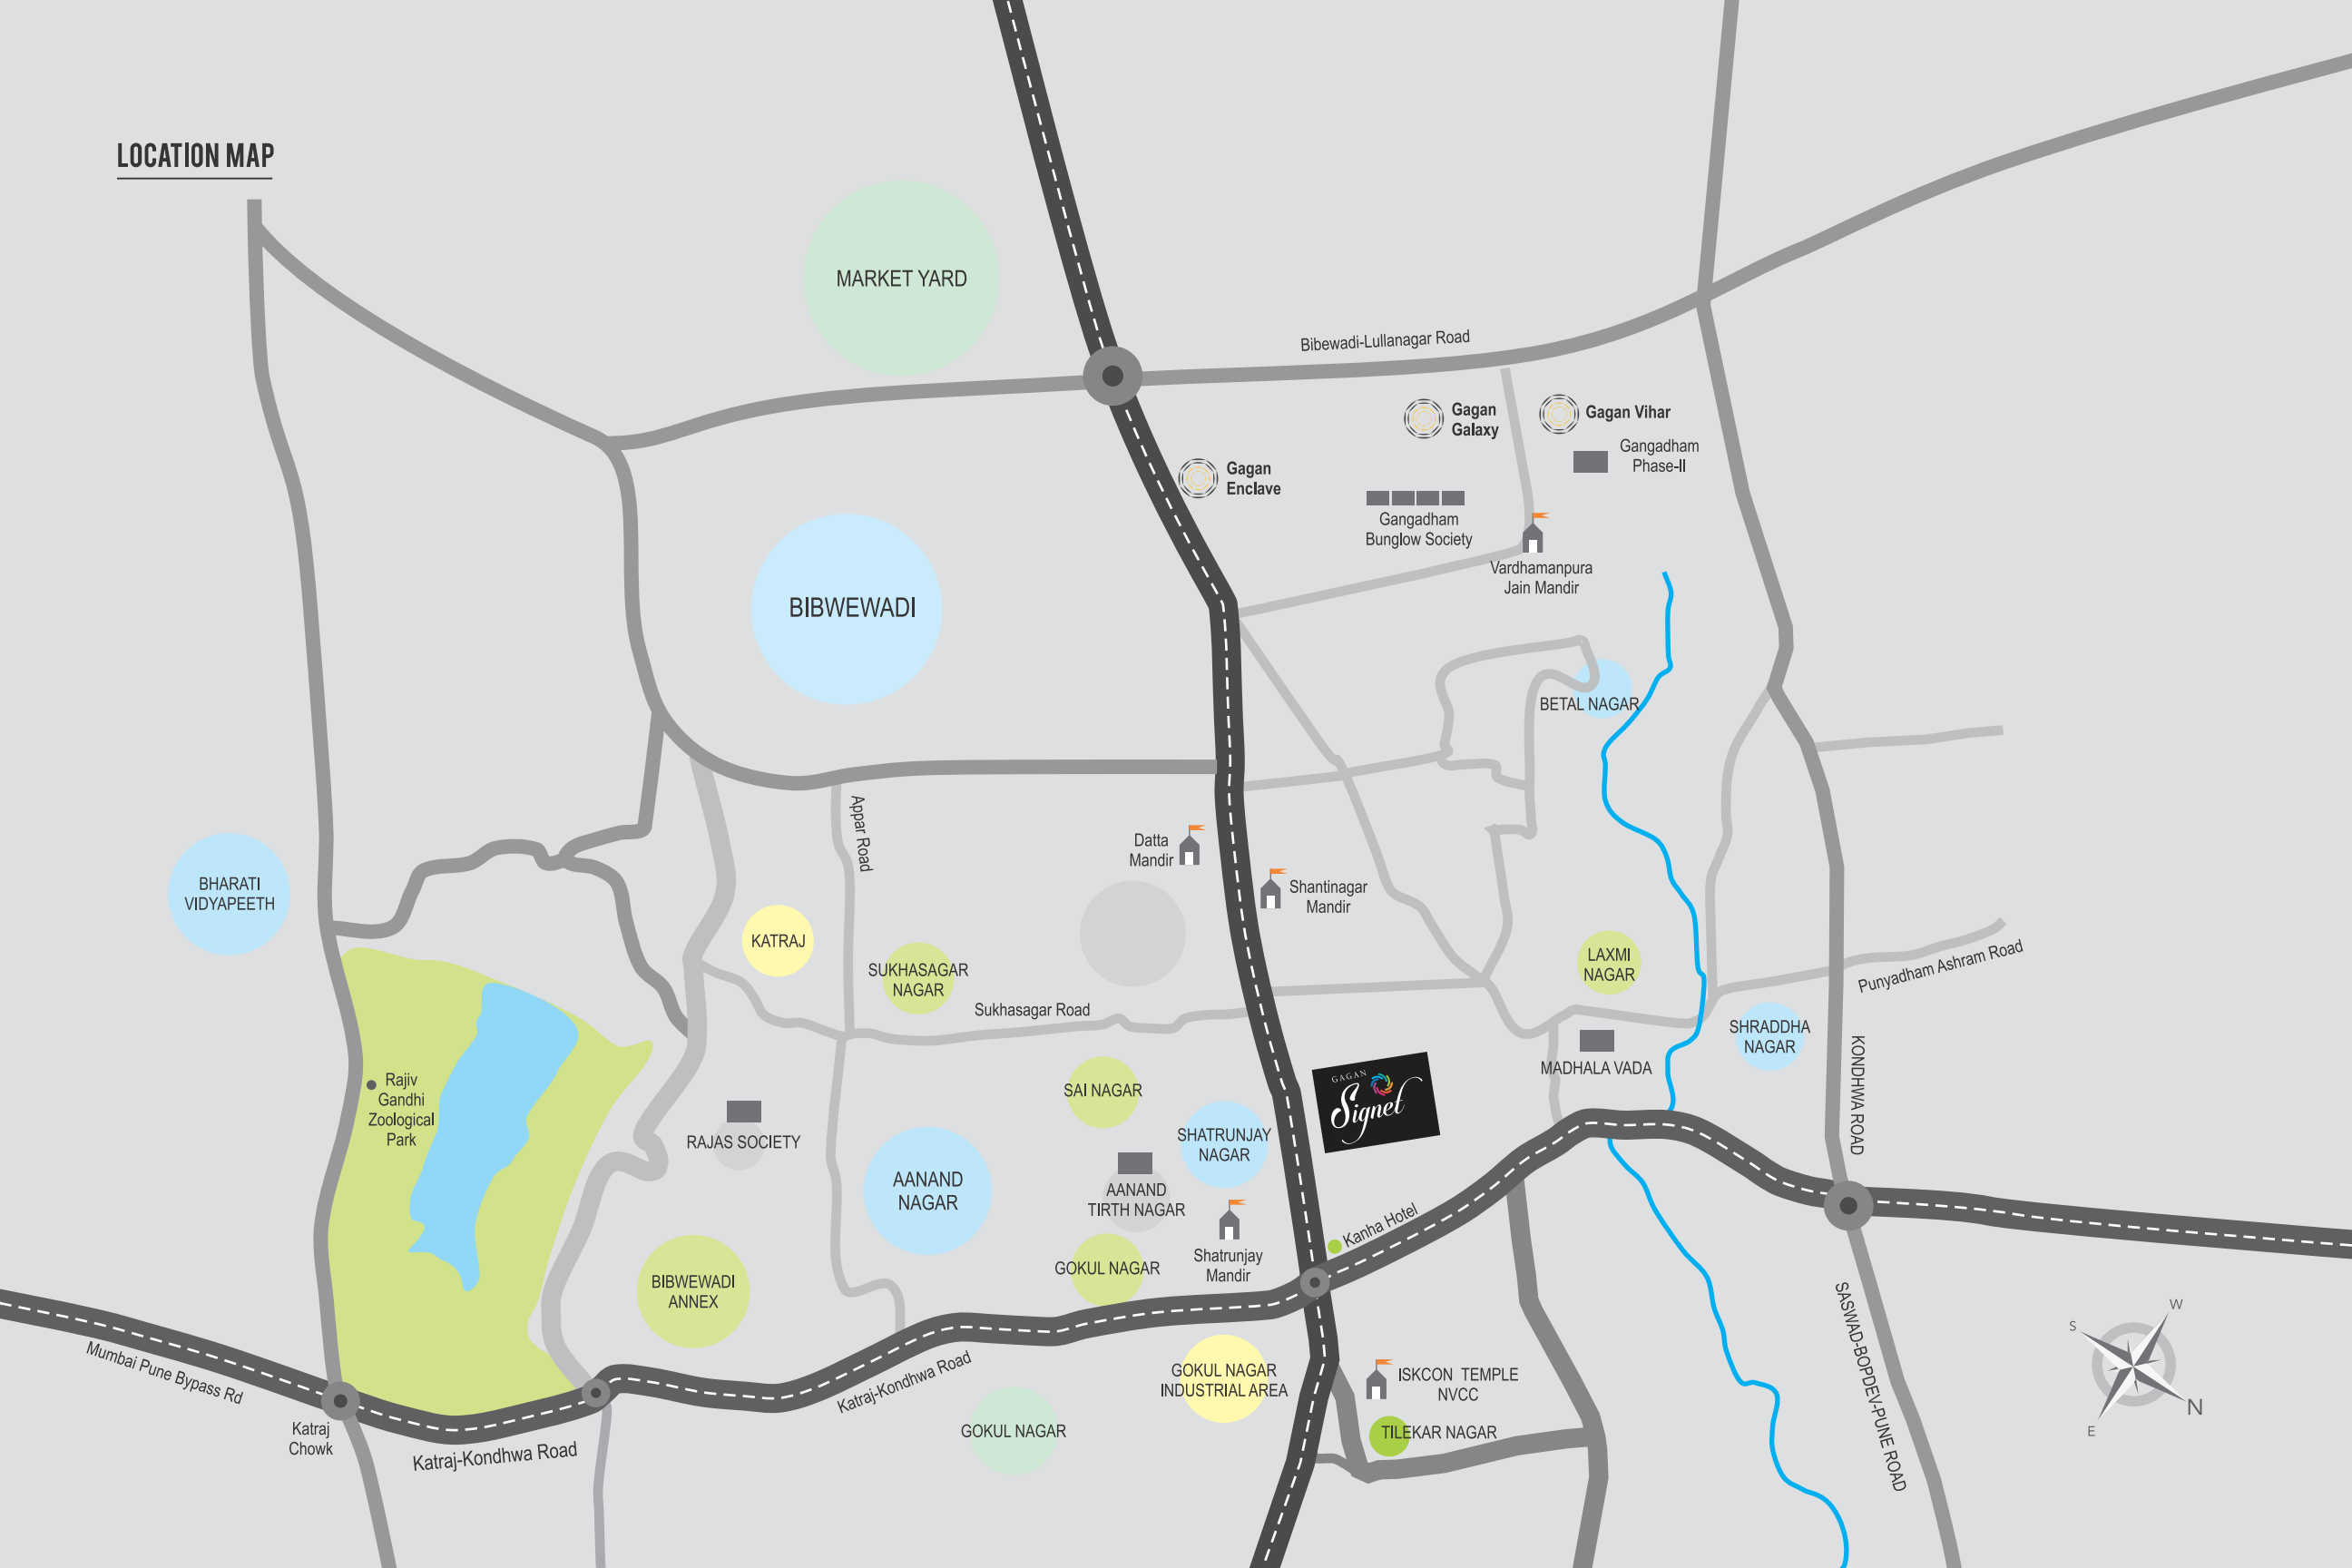 LOCATION MAP
MARKET YARD
Bibewadi-Lullanagar Road
Gagan
Galaxy
Gagan Vihar
Gangadham
Phase-II
Gagan
Enclave
Gangadham
Bunglow Society
Vardhamanpura
Jain Mandir
BIBWEWADI
BETAL NAGAR
Appar Road
Datta
Mandir
Shantinagar
Mandir
BHARATI
VIDYAPEETH
KATRAJ
SUKHASAGAR
NAGAR
Sukhasagar Road
LAXMI
NAGAR
Punyadham Ashram Road
SHRADDHA
NAGAR
MADHALA VADA
KONDHWA ROAD
Rajiv
Gandhi
Zoological
Park
SAI NAGAR
GAGAN
Signet
RAJAS SOCIETY
SHATRUNJAY
NAGAR
AANAND
NAGAR
AANAND
TIRTH NAGAR
Kanha Hotel
Shatrunjay
Mandir
GOKUL NAGAR
BIBWEWADI
ANNEX
Mumbai Pune Bypass Rd
Katraj-Kondhwa Road
GOKUL NAGAR
INDUSTRIAL AREA
ISKCON TEMPLE
NVCC
TILEKAR NAGAR
GOKUL NAGAR
Katraj
Chowk
Katraj-Kondhwa Road
SASWAD-BOPDEV-PUNE ROAD
W
S
N
E